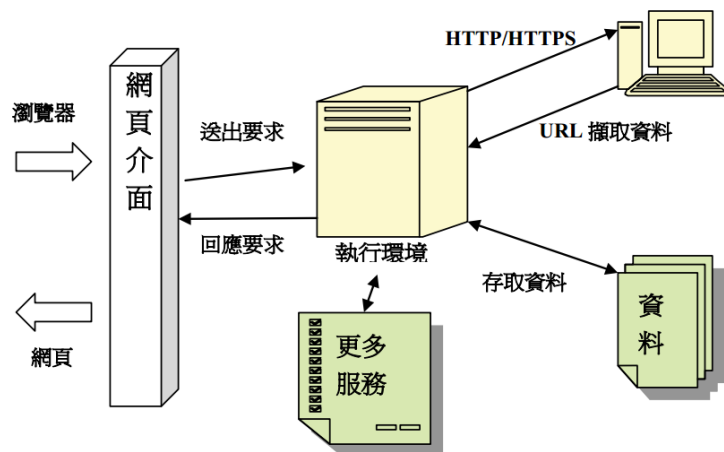 HTTP/HTTPS
網頁介面
瀏覽器
送出要求
URL 擷取資料
回應要求
執行環境
存取資料
網頁
更多
服務
資
料